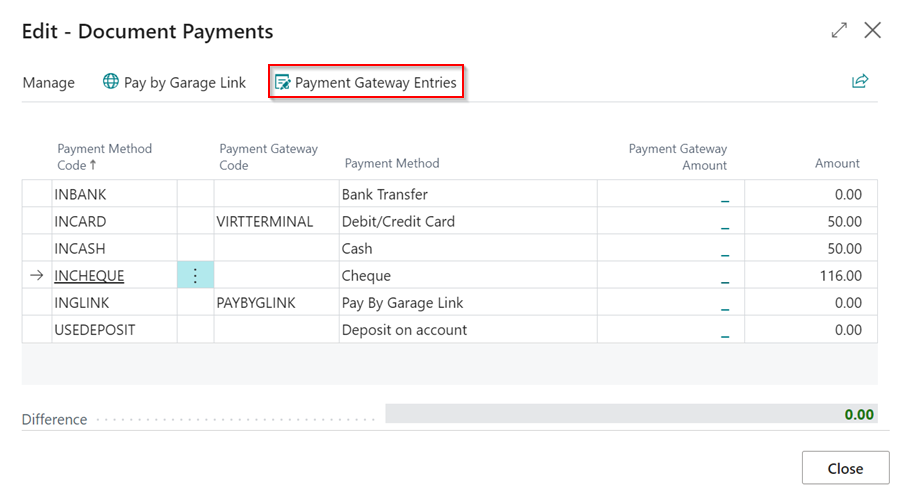 Edit - Document Payments
Manage Pay by Garage Link Payment Gateway Entries
Payment Method Code ↑ Payment Gateway Code Payment Method Payment Gateway Amount Amount
INBANK Bank Transfer _ 0.00
INCARD VIRTTERMINAL Debit/Credit Card _ 50.00
INCASH Cash _ 50.00
→ INCHEQUE ⋮ Cheque _ 116.00
INGLINK PAYBYGLINK Pay By Garage Link _ 0.00
USEDEPOSIT Deposit on account _ 0.00
Difference 0.00
Close